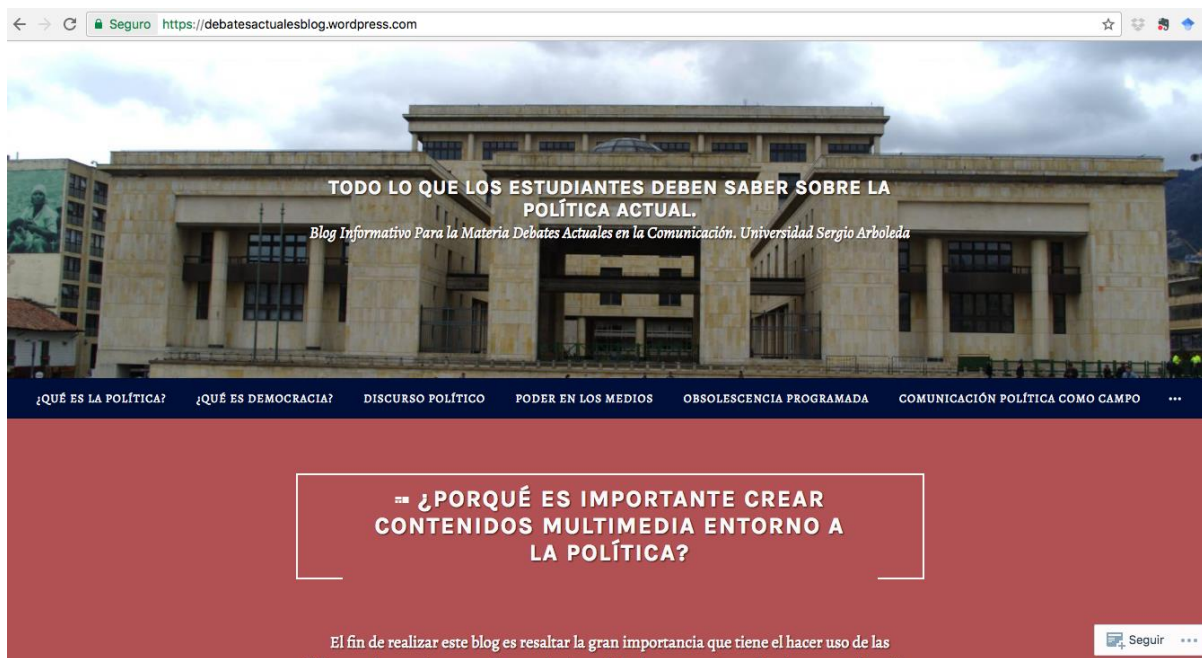 Seguro https://debatesactualesblog.wordpress.com
TODO LO QUE LOS ESTUDIANTES DEBEN SABER SOBRE LA
POLÍTICA ACTUAL.
Blog Informativo Para la Materia Debates Actuales en la Comunicación. Universidad Sergio Arboleda
¿QUÉ ES LA POLÍTICA? ¿QUÉ ES DEMOCRACIA? DISCURSO POLÍTICO PODER EN LOS MEDIOS OBSOLESCENCIA PROGRAMADA COMUNICACIÓN POLÍTICA COMO CAMPO ...
¿PORQUÉ ES IMPORTANTE CREAR
CONTENIDOS MULTIMEDIA ENTORNO A
LA POLÍTICA?
El fin de realizar este blog es resaltar la gran importancia que tiene el hacer uso de las
Seguir ...